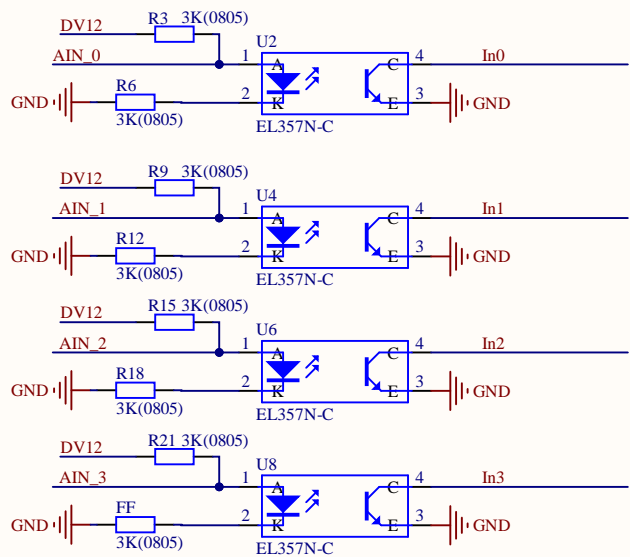 R3 3K(0805)
DV12
U2
AIN_0 1 A C 4 In0
R6
GND 2 K E 3 GND
3K(0805) EL357N-C
R9 3K(0805)
DV12
U4
AIN_1 1 A C 4 In1
R12
GND 2 K E 3 GND
3K(0805) EL357N-C
R15 3K(0805)
DV12
U6
AIN_2 1 A C 4 In2
R18
GND 2 K E 3 GND
3K(0805) EL357N-C
R21 3K(0805)
DV12
U8
AIN_3 1 A C 4 In3
FF
GND 2 K E 3 GND
3K(0805) EL357N-C